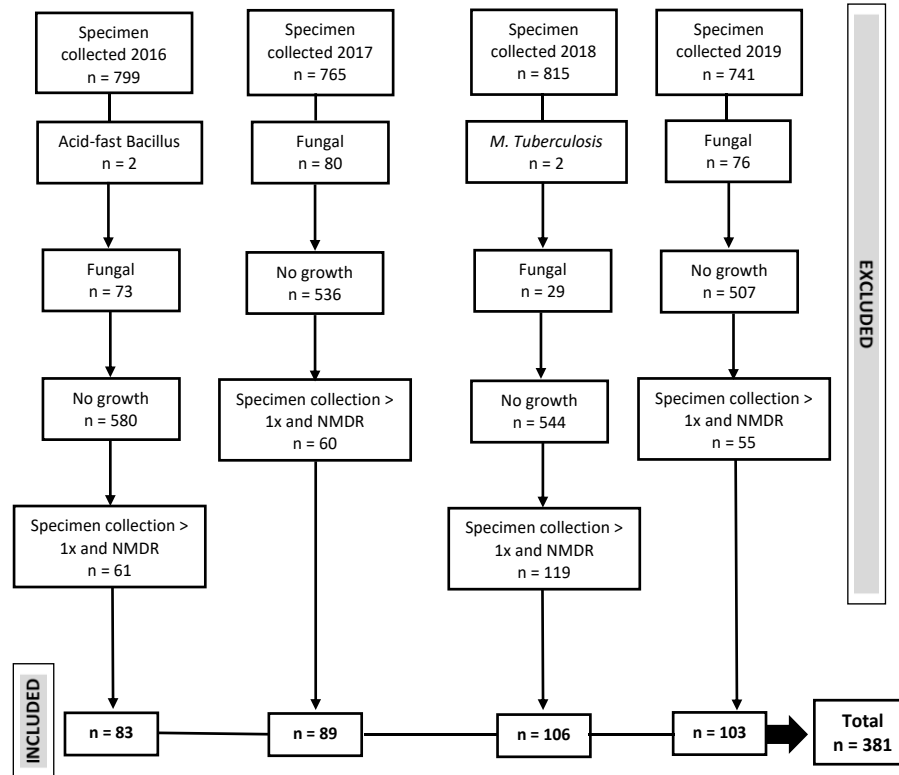 Specimen
collected 2016
n = 799
Specimen
collected 2017
n = 765
Specimen
collected 2018
n = 815
Specimen
collected 2019
n = 741
Acid-fast Bacillus
n = 2
Fungal
n = 80
M. Tuberculosis
n = 2
Fungal
n = 76
Fungal
n = 73
No growth
n = 536
Fungal
n = 29
No growth
n = 507
EXCLUDED
No growth
n = 580
Specimen collection >
1x and NMDR
n = 60
No growth
n = 544
Specimen collection >
1x and NMDR
n = 55
Specimen collection >
1x and NMDR
n = 61
Specimen collection >
1x and NMDR
n = 119
INCLUDED
n = 83
n = 89
n = 106
n = 103
Total
n = 381